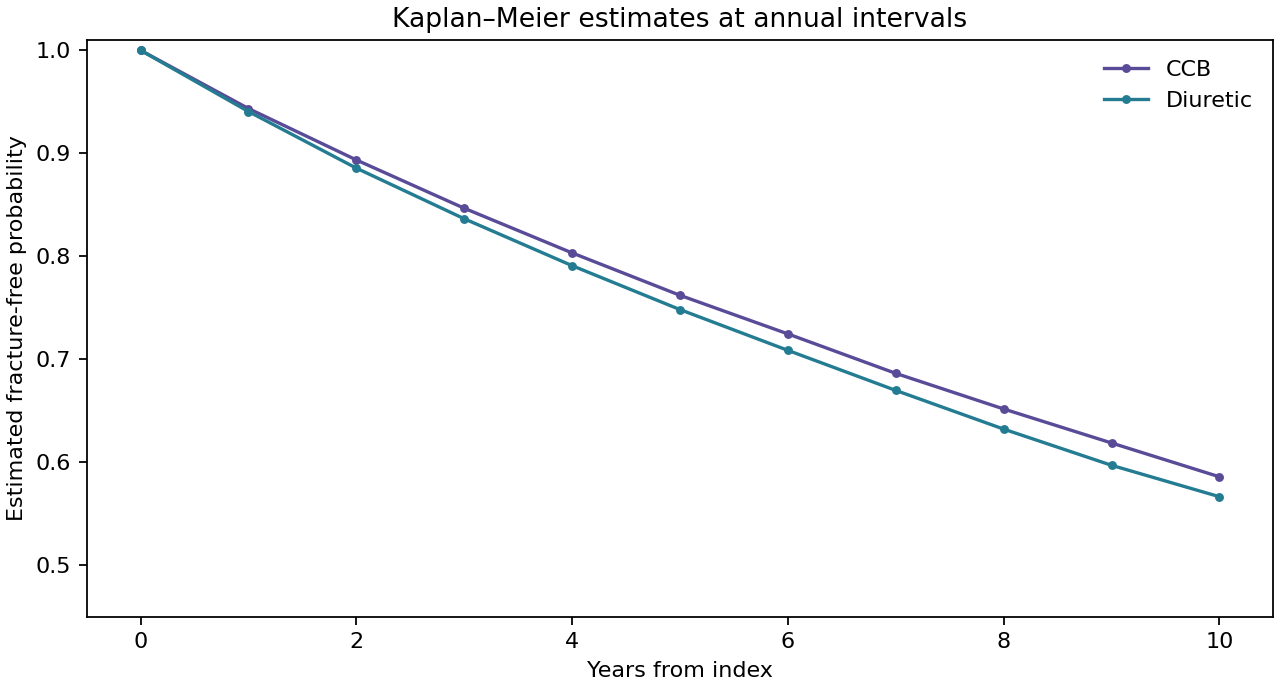 Kaplan–Meier estimates at annual intervals
CCB
Diuretic
Estimated fracture-free probability
1.0
0.9
0.8
0.7
0.6
0.5
0 2 4 6 8 10
Years from index